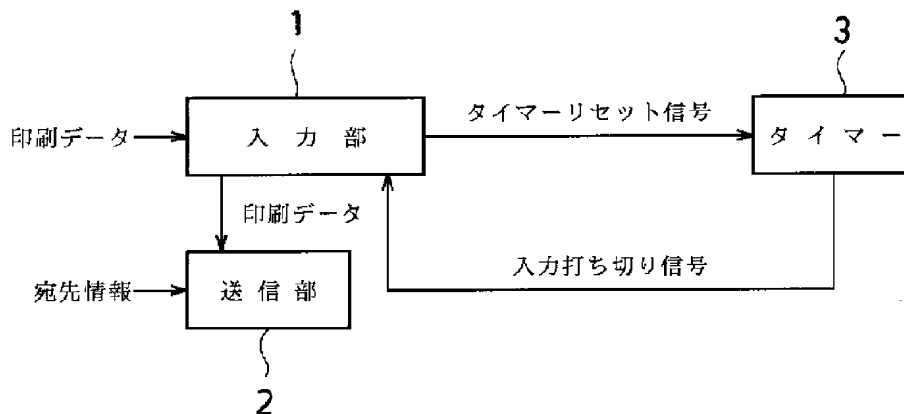 1
3
印刷データ
入力部
タイマーリセット信号
タイマー
印刷データ
入力打ち切り信号
宛先情報
送信部
2